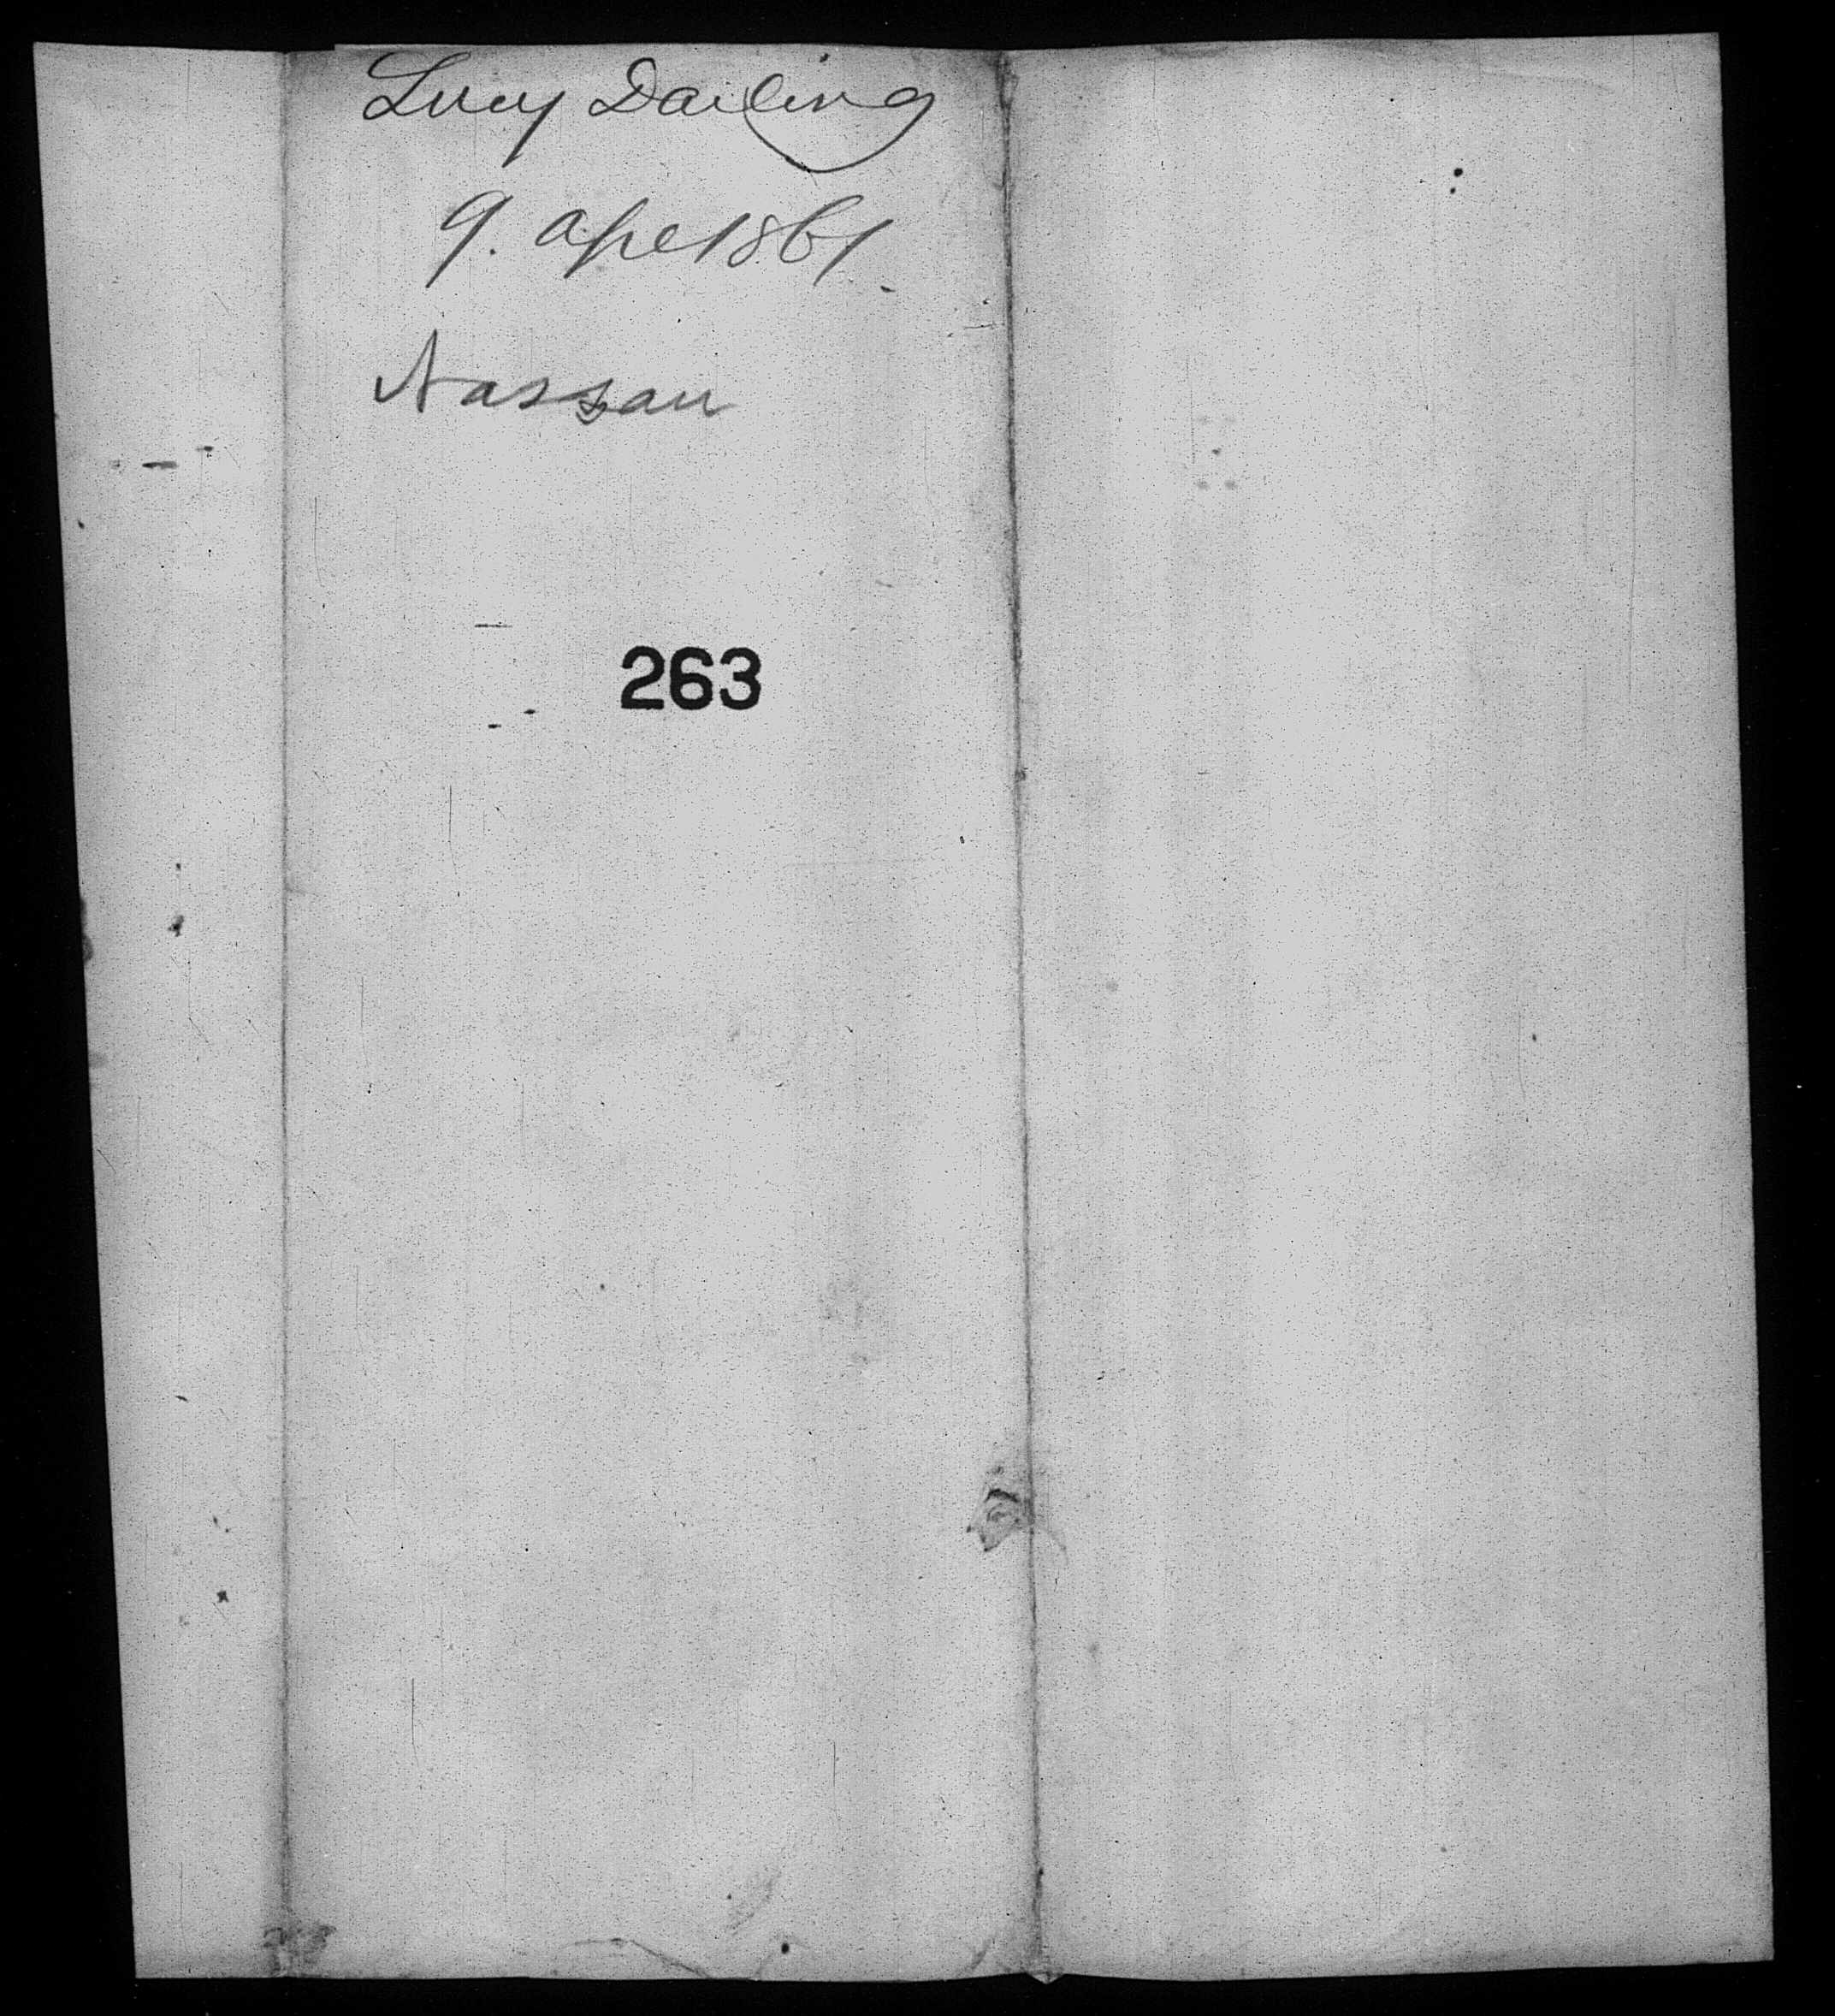 Lucy Darling
9. Apl 1861.
Nassau
263